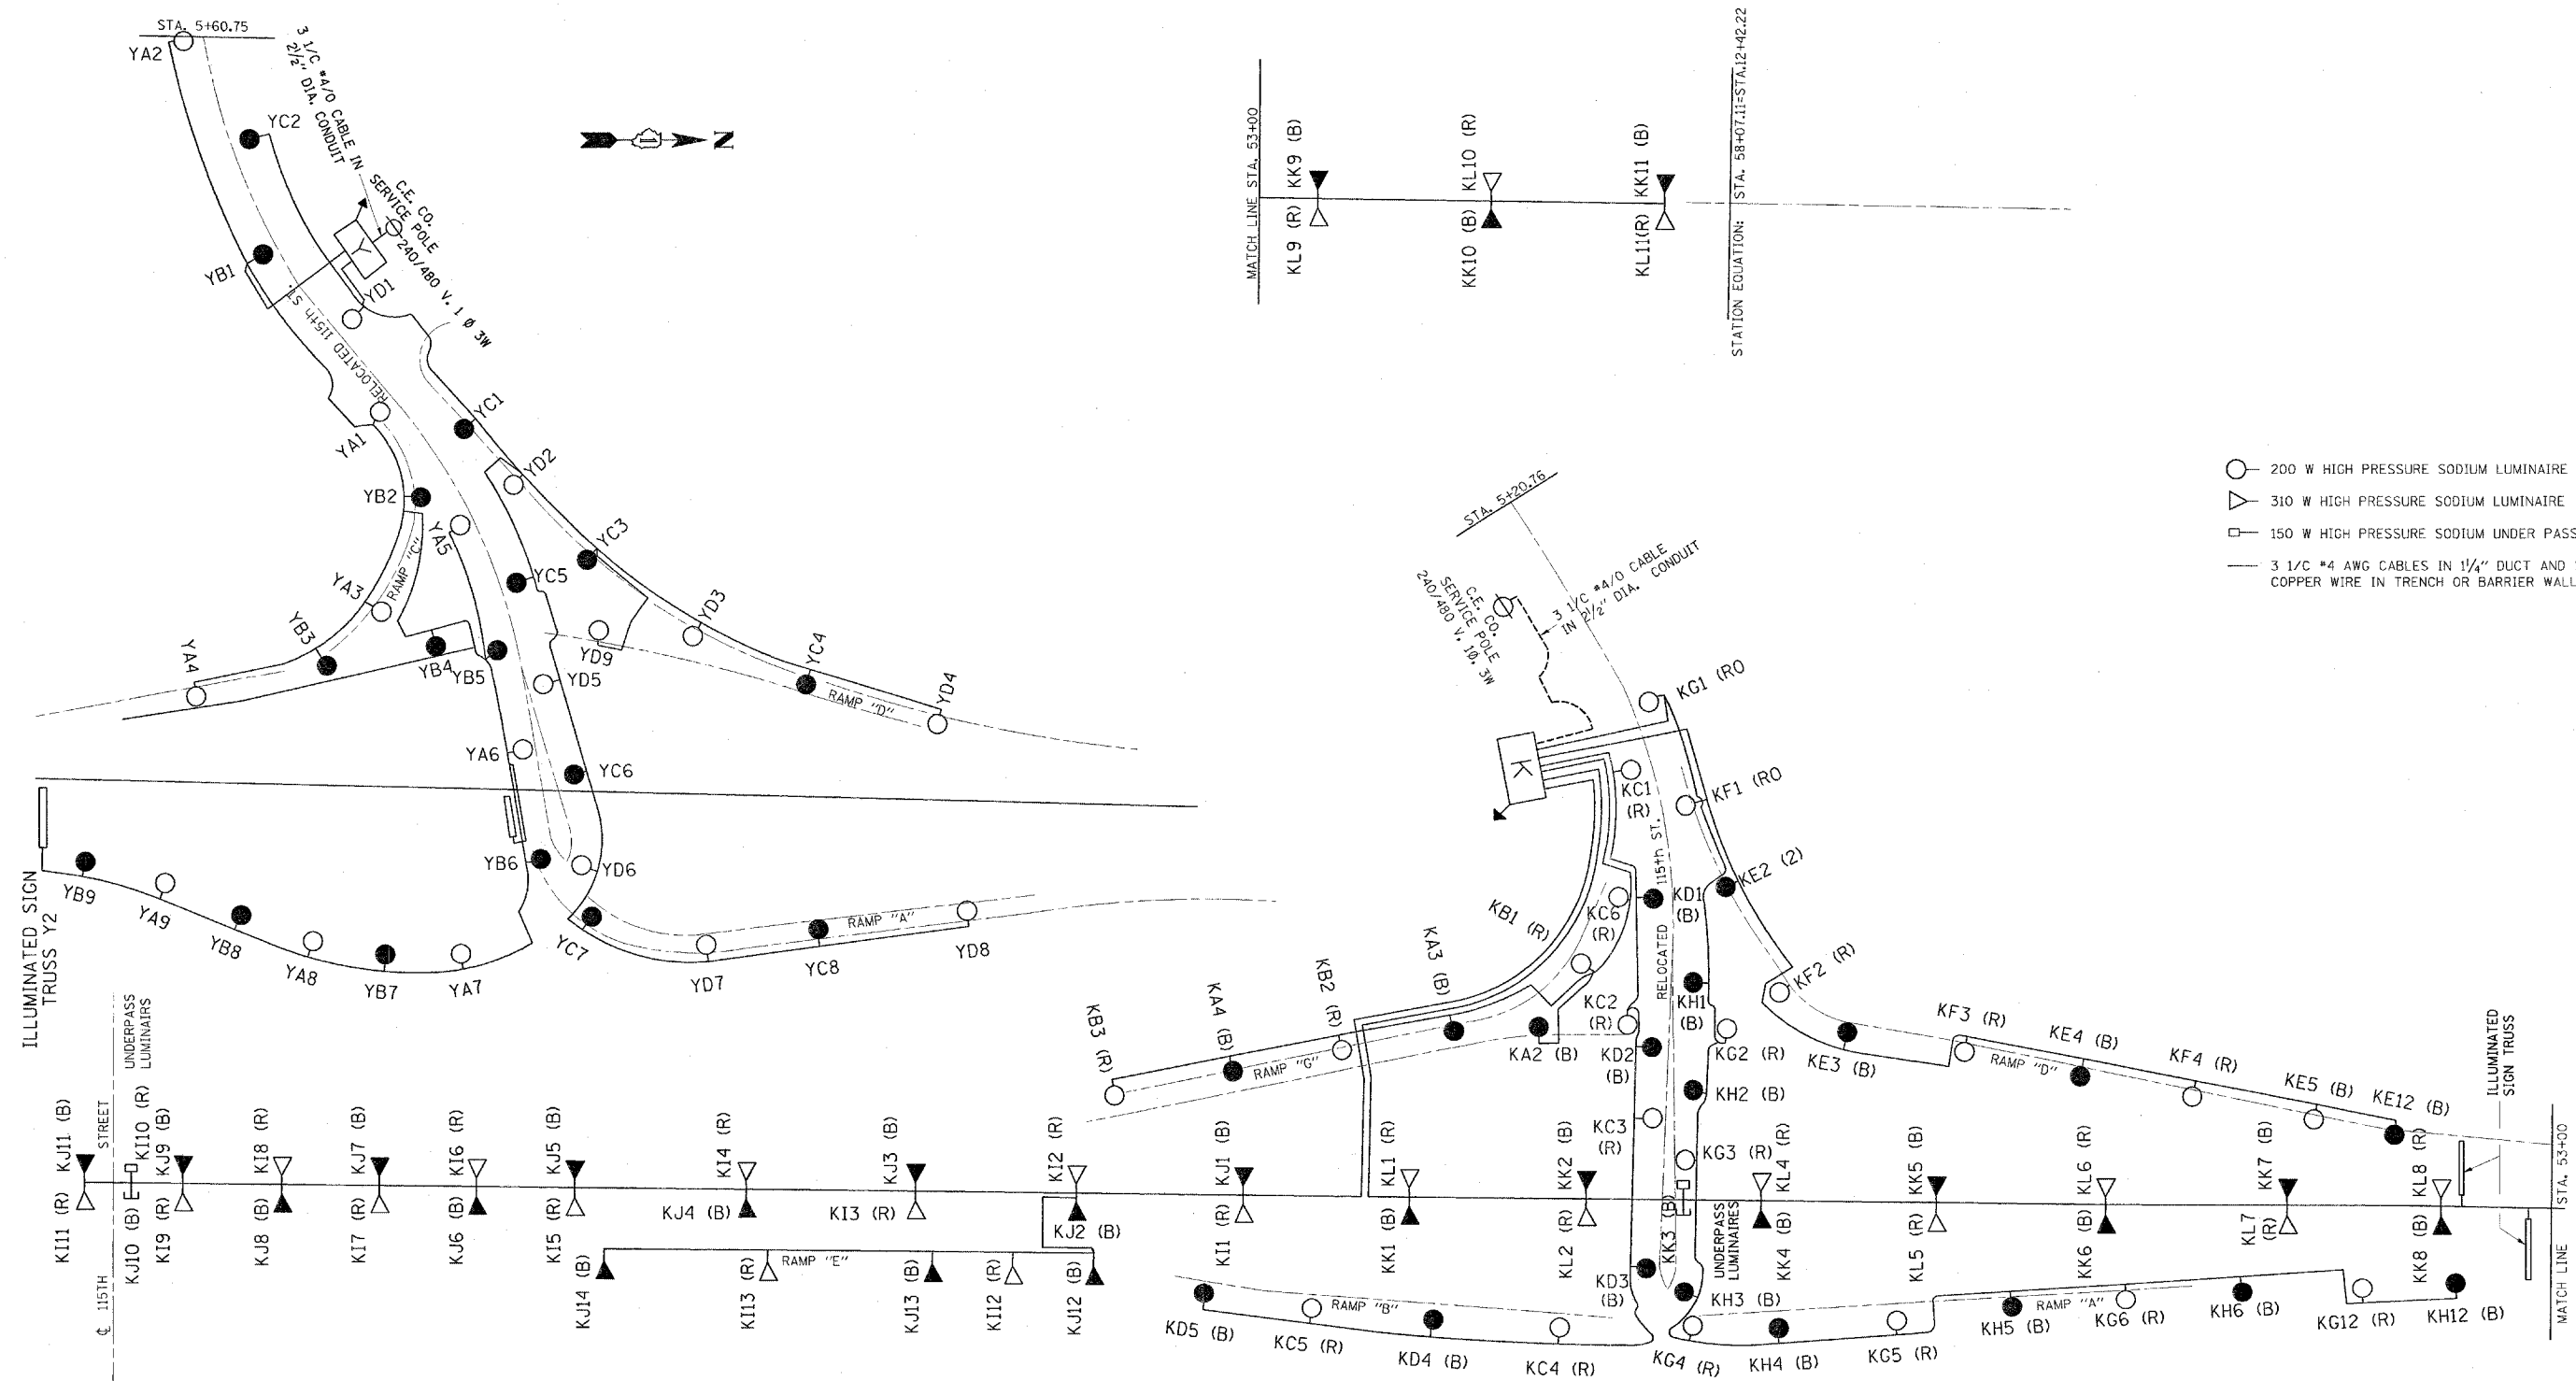 STA. 5+60.75
YA2
YC2
3 1/C #4/0 CABLE IN
2 1/2" DIA. CONDUIT
C.E. CO.
SERVICE POLE
240/480 V. 1 Ø 3W
Y
YB1
YD1
RELOCATED 115th ST.
YA1
YC1
YD2
YB2
YA5
YC3
YC5
YA3
RAMP "C"
YB3
YA4
YB4
YB5
YD9
YD3
YC4
YD5
RAMP "D"
YD4
YA6
YC6
YB6
YD6
YB9
YA9
YB8
YA8
YB7
YA7
YC7
YD7
RAMP "A"
YC8
YD8
ILLUMINATED SIGN
TRUSS Y2
N
MATCH LINE STA. 53+00
KL9 (R) KK9 (B)
KK10 (B) KL10 (R)
KL11(R) KK11 (B)
STATION EQUATION: STA. 58+07.11=STA.12+42.22
200 W HIGH PRESSURE SODIUM LUMINAIRE
310 W HIGH PRESSURE SODIUM LUMINAIRE
150 W HIGH PRESSURE SODIUM UNDER PASS
3 1/C #4 AWG CABLES IN 1 1/4" DUCT AND
COPPER WIRE IN TRENCH OR BARRIER WALL
STA. 5+20.76
C.E. CO.
SERVICE POLE
240/480 V. 1Ø. 3W
3 1/C #4/0 CABLE
IN 2 1/2" DIA. CONDUIT
K
KG1 (RO
KC1
(R)
KF1 (RO
KE2 (2)
115th ST.
RELOCATED
KD1
(B)
KC6
(R)
KB1 (R)
KA3 (B)
KB2 (R)
KA4 (B)
KB3 (R)
RAMP "G"
KA2 (B)
KC2
(R)
KD2
(B)
KH1
(B)
KG2 (R)
KF2 (R)
KE3 (B)
KF3 (R)
RAMP "D"
KE4 (B)
KF4 (R)
KE5 (B)
KE12 (B)
ILLUMINATED
SIGN TRUSS
KH2 (B)
KC3
(R)
KG3 (R)
KI11 (R) KJ11 (B)
℄ 115TH STREET
KJ10 (B) KI10 (R)
UNDERPASS
LUMINAIRS
KI9 (R) KJ9 (B)
KJ8 (B) KI8 (R)
KI7 (R) KJ7 (B)
KJ6 (B) KI6 (R)
KI5 (R) KJ5 (B)
KJ4 (B) KI4 (R)
KI3 (R) KJ3 (B)
KJ2 (B) KI2 (R)
KI1 (R) KJ1 (B)
KK1 (B) KL1 (R)
KL2 (R) KK2 (B)
KK3 (B)
UNDERPASS
LUMINAIRES
KK4 (B) KL4 (R)
KL5 (R) KK5 (B)
KK6 (B) KL6 (R)
KL7 (R) KK7 (B)
KK8 (B) KL8 (R)
MATCH LINE STA. 53+00
KJ14 (B)
KI13 (R)
RAMP "E"
KJ13 (B)
KI12 (R)
KJ12 (B)
KD5 (B)
KC5 (R)
RAMP "B"
KD4 (B)
KC4 (R)
KD3
(B)
KH3 (B)
KG4 (R)
KH4 (B)
KG5 (R)
KH5 (B)
RAMP "A"
KG6 (R)
KH6 (B)
KG12 (R)
KH12 (B)